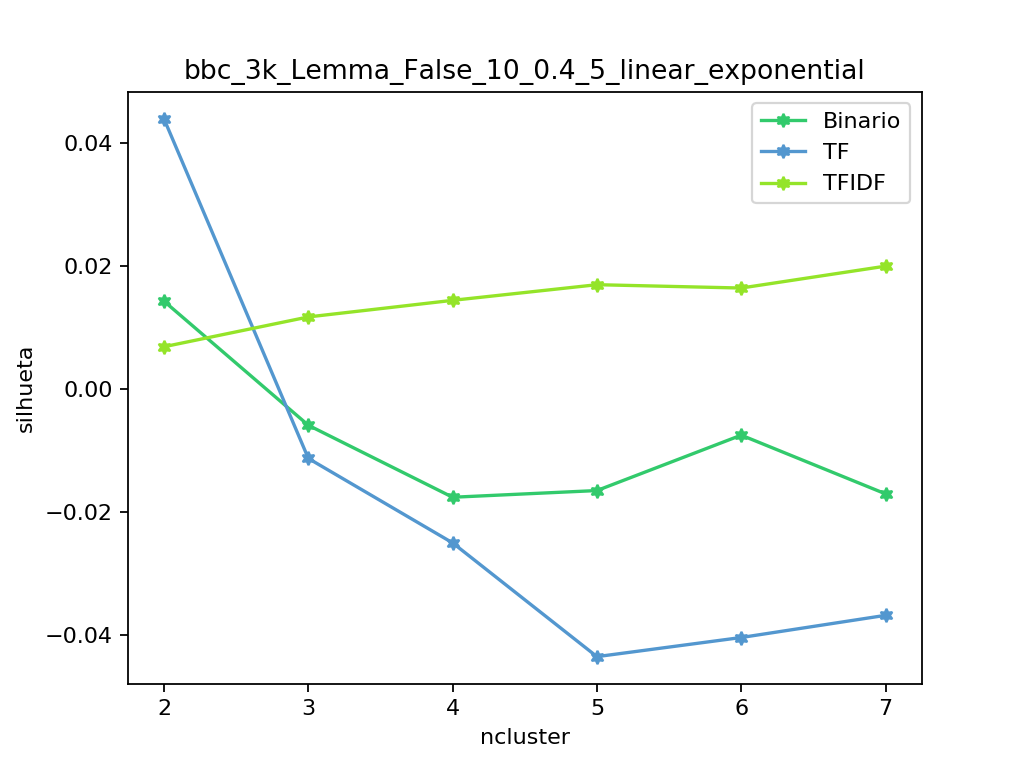 bbc_3k_Lemma_False_10_0.4_5_linear_exponential
Binario
TF
TFIDF
silhueta
0.04
0.02
0.00
−0.02
−0.04
2 3 4 5 6 7
ncluster